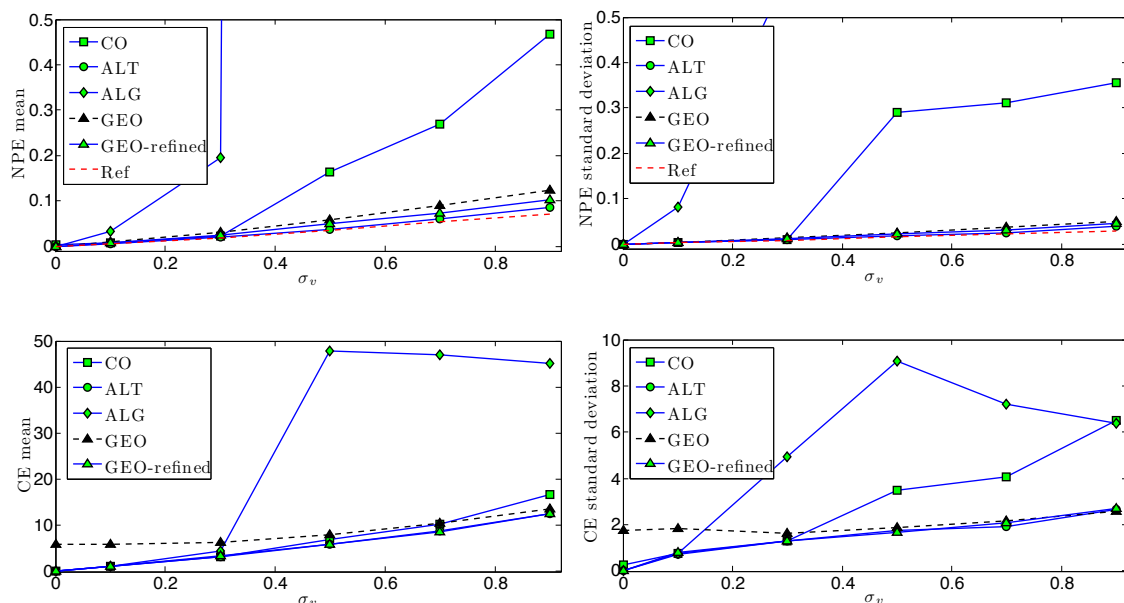 0.5
0.4
0.3
0.2
0.1
0
NPE mean
CO
ALT
ALG
GEO
GEO-refined
Ref
0 0.2 0.4 0.6 0.8
σv
0.5
0.4
0.3
0.2
0.1
0
NPE standard deviation
CO
ALT
ALG
GEO
GEO-refined
Ref
0 0.2 0.4 0.6 0.8
σv
50
40
30
20
10
0
CE mean
CO
ALT
ALG
GEO
GEO-refined
0 0.2 0.4 0.6 0.8
σv
10
8
6
4
2
0
CE standard deviation
CO
ALT
ALG
GEO
GEO-refined
0 0.2 0.4 0.6 0.8
σv